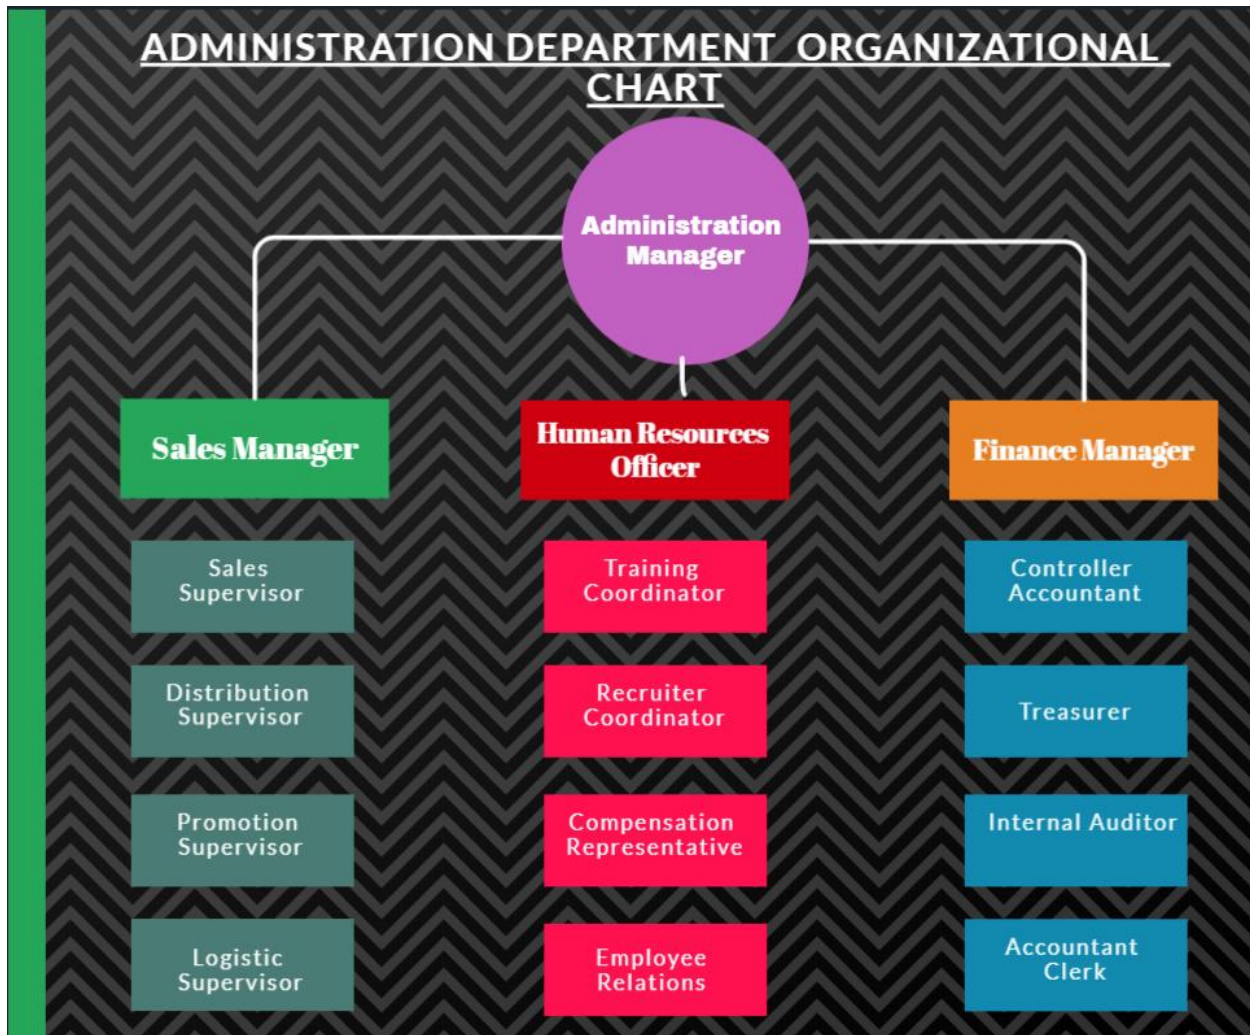 ADMINISTRATION DEPARTMENT ORGANIZATIONAL
CHART
Administration
Manager
Sales Manager
Human Resources
Officer
Finance Manager
Sales
Supervisor
Training
Coordinator
Controller
Accountant
Distribution
Supervisor
Recruiter
Coordinator
Treasurer
Promotion
Supervisor
Compensation
Representative
Internal Auditor
Logistic
Supervisor
Employee
Relations
Accountant
Clerk